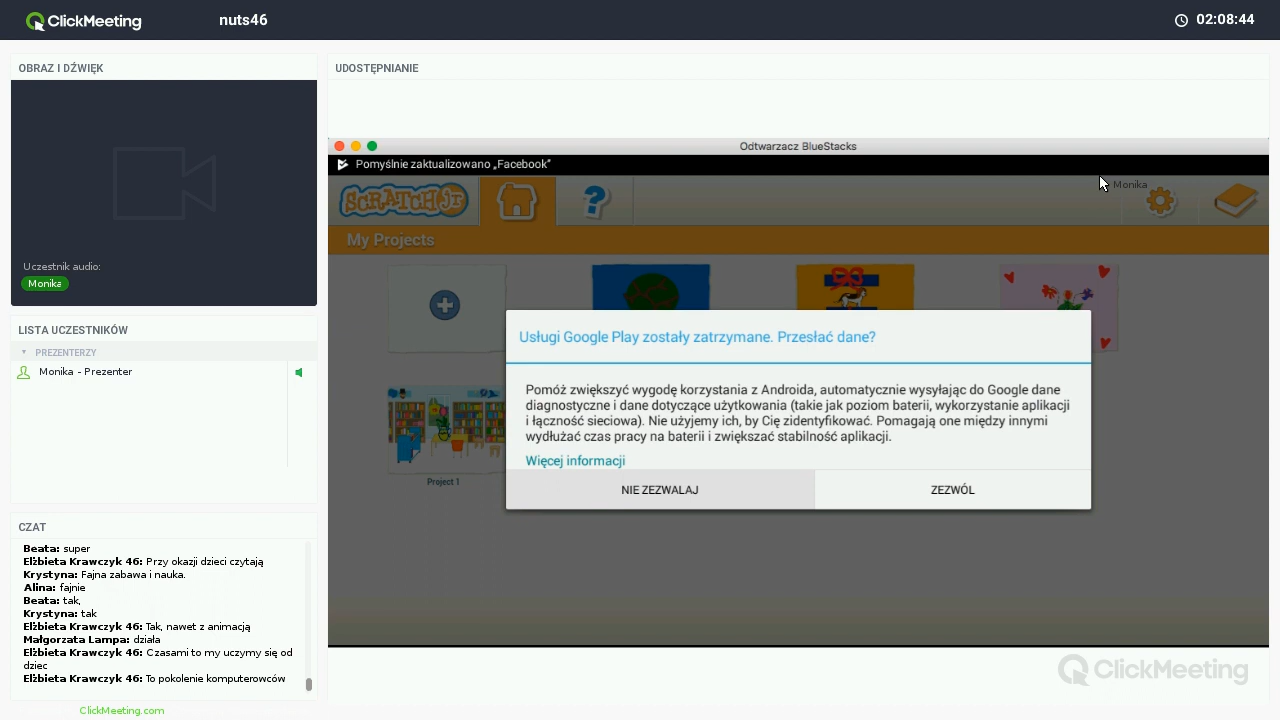 ClickMeeting
nuts46
02:08:44
OBRAZ I DŹWIĘK
Uczestnik audio:
Monika
LISTA UCZESTNIKÓW
PREZENTERZY
Monika - Prezenter
CZAT
Beata: super
Elżbieta Krawczyk 46: Przy okazji dzieci czytają
Krystyna: Fajna zabawa i nauka.
Alina: fajnie
Beata: tak,
Krystyna: tak
Elżbieta Krawczyk 46: Tak, nawet z animacją
Małgorzata Lampa: działa
Elżbieta Krawczyk 46: Czasami to my uczymy się od
dziec
Elżbieta Krawczyk 46: To pokolenie komputerowców
ClickMeeting.com
UDOSTĘPNIANIE
Odtwarzacz BlueStacks
Pomyślnie zaktualizowano „Facebook”
Monika
SCRATCH JR
?
My Projects
Project 1
Usługi Google Play zostały zatrzymane. Przesłać dane?
Pomóż zwiększyć wygodę korzystania z Androida, automatycznie wysyłając do Google dane
diagnostyczne i dane dotyczące użytkowania (takie jak poziom baterii, wykorzystanie aplikacji
i łączność sieciowa). Nie użyjemy ich, by Cię zidentyfikować. Pomagają one między innymi
wydłużać czas pracy na baterii i zwiększać stabilność aplikacji.
Więcej informacji
NIE ZEZWALAJ
ZEZWÓL
ClickMeeting